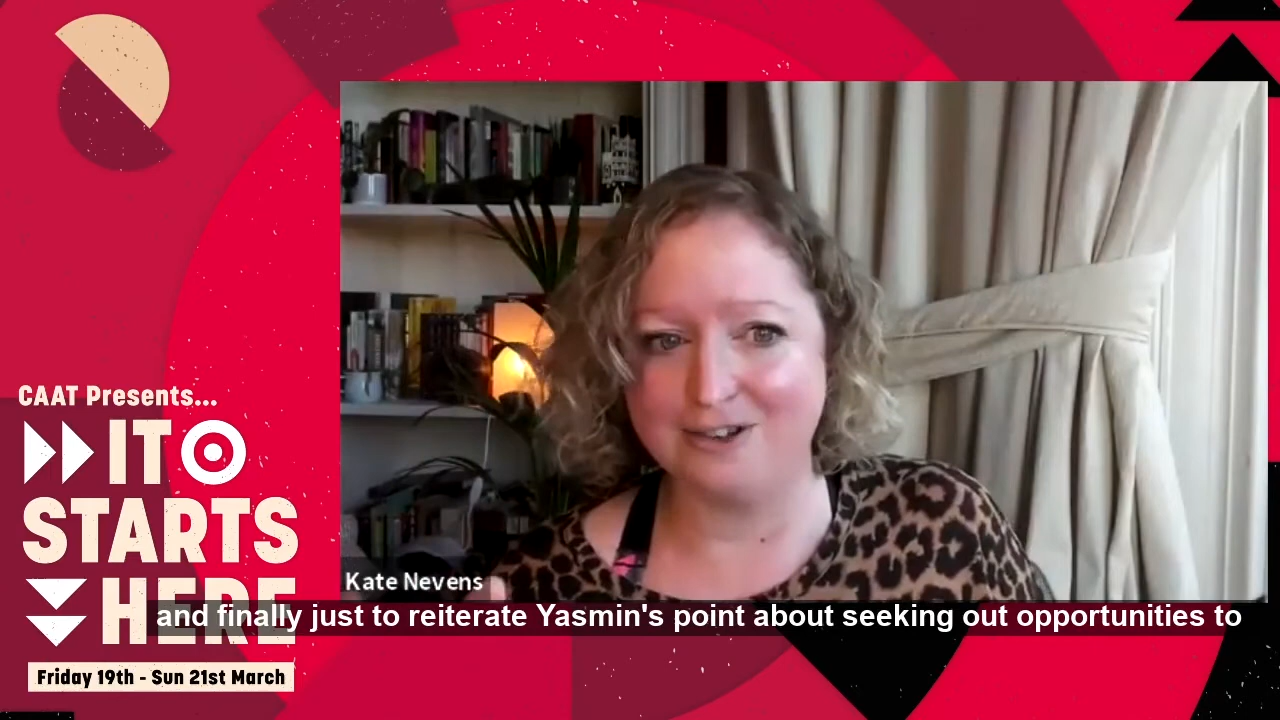 CAAT Presents...
IT
STARTS
HERE
Friday 19th - Sun 21st March
Kate Nevens
and finally just to reiterate Yasmin's point about seeking out opportunities to